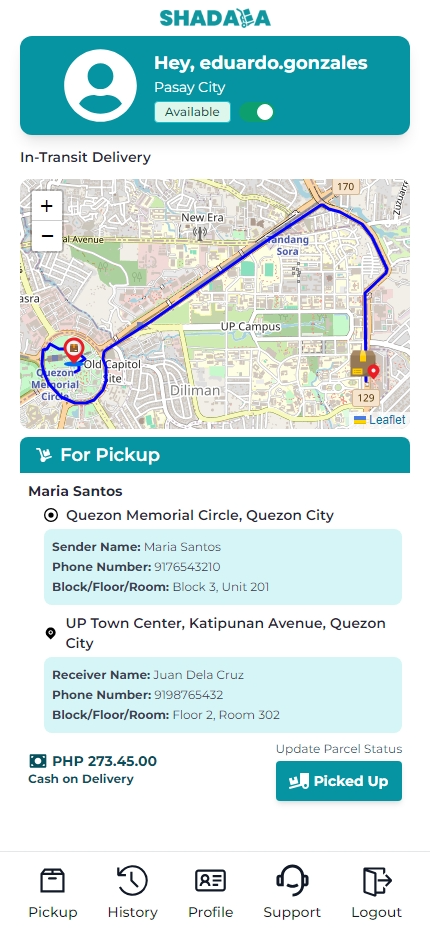 SHADALA
Hey, eduardo.gonzales
Pasay City
Available
In-Transit Delivery
170
+
New Era
−
al Avenue
Tandang
Sora
asra
UP Campus
Old Capitol
Site
Quezon
Memorial
Circle
Diliman
129
Leaflet
For Pickup
Maria Santos
Quezon Memorial Circle, Quezon City
Sender Name: Maria Santos
Phone Number: 9176543210
Block/Floor/Room: Block 3, Unit 201
UP Town Center, Katipunan Avenue, Quezon
City
Receiver Name: Juan Dela Cruz
Phone Number: 9198765432
Block/Floor/Room: Floor 2, Room 302
Update Parcel Status
PHP 273.45.00
Cash on Delivery
Picked Up
Pickup
History
Profile
Support
Logout